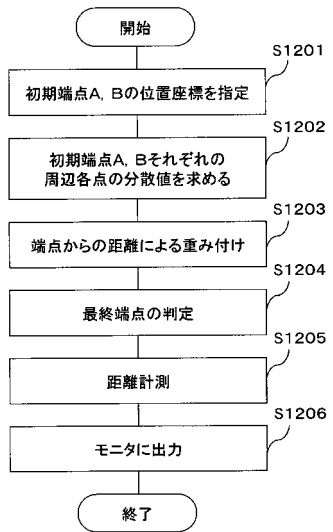 開始
S1201
初期端点A, Bの位置座標を指定
S1202
初期端点A, Bそれぞれの
周辺各点の分散値を求める
S1203
端点からの距離による重み付け
S1204
最終端点の判定
S1205
距離計測
S1206
モニタに出力
終了